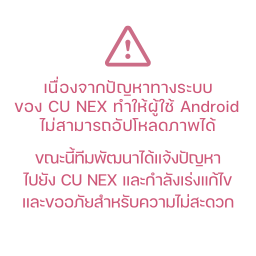 เนื่องจากปัญหาทางระบบ
ของ CU NEX ทำให้ผู้ใช้ Android
ไม่สามารถอัปโหลดภาพได้
ขณะนี้ทีมพัฒนาได้แจ้งปัญหา
ไปยัง CU NEX และกำลังเร่งแก้ไข
และขออภัยสำหรับความไม่สะดวก